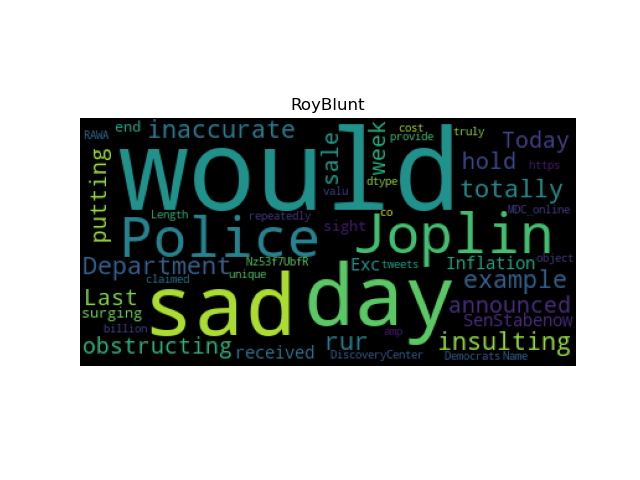 RoyBlunt
RAWA end inaccurate sale week cost provide truly Today
putting would valu dtype hold https
totally
Length repeatedly co MDC_online
Police sight Joplin
Department Nz53f7UbfR Exc tweets Inflation object
claimed unique example
Last sad day announced
surging SenStabenow
billion amp
obstructing received rur insulting
DiscoveryCenter Democrats Name